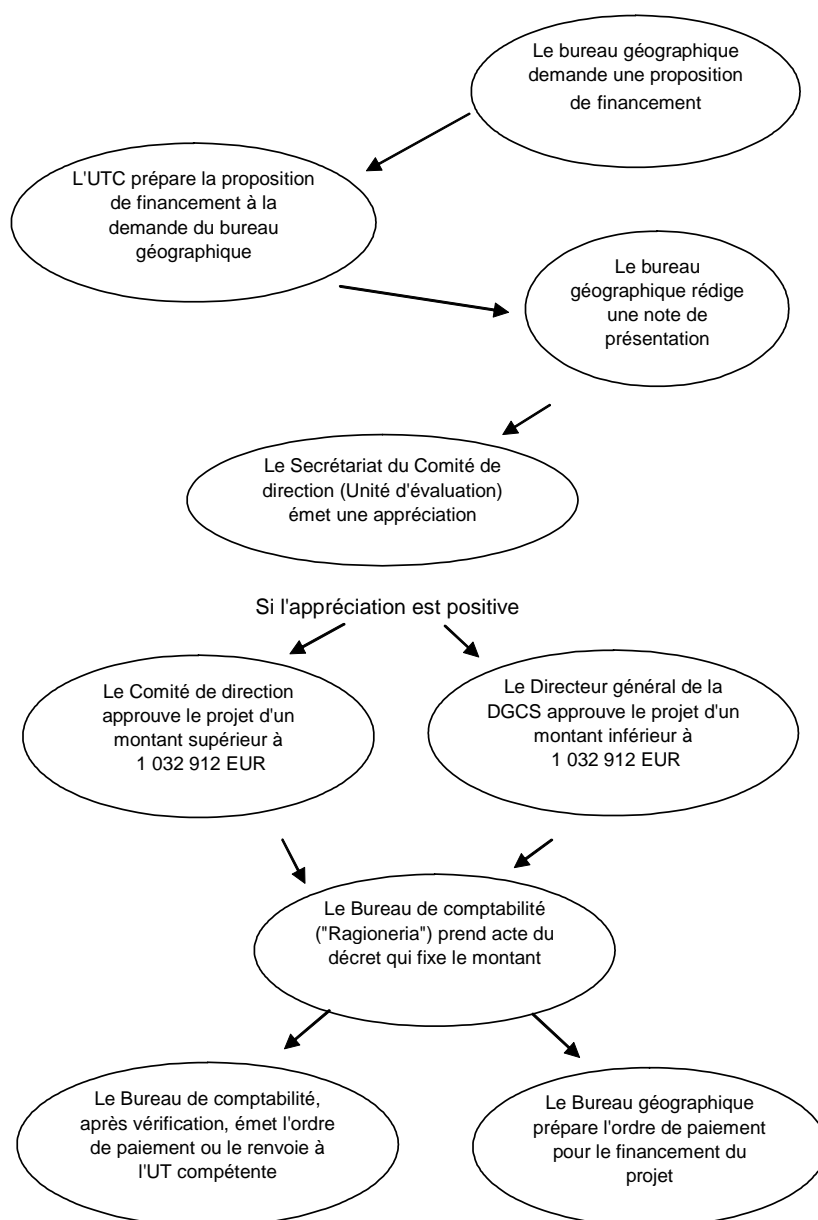 Le bureau géographique
demande une proposition
de financement
L'UTC prépare la proposition
de financement à la
demande du bureau
géographique
Le bureau
géographique rédige
une note de
présentation
Le Secrétariat du Comité de
direction (Unité d'évaluation)
émet une appréciation
Si l'appréciation est positive
Le Comité de direction
approuve le projet d'un
montant supérieur à
1 032 912 EUR
Le Directeur général de la
DGCS approuve le projet d'un
montant inférieur à
1 032 912 EUR
Le Bureau de comptabilité
("Ragioneria") prend acte du
décret qui fixe le montant
Le Bureau de comptabilité,
après vérification, émet l'ordre
de paiement ou le renvoie à
l'UT compétente
Le Bureau géographique
prépare l'ordre de paiement
pour le financement du
projet